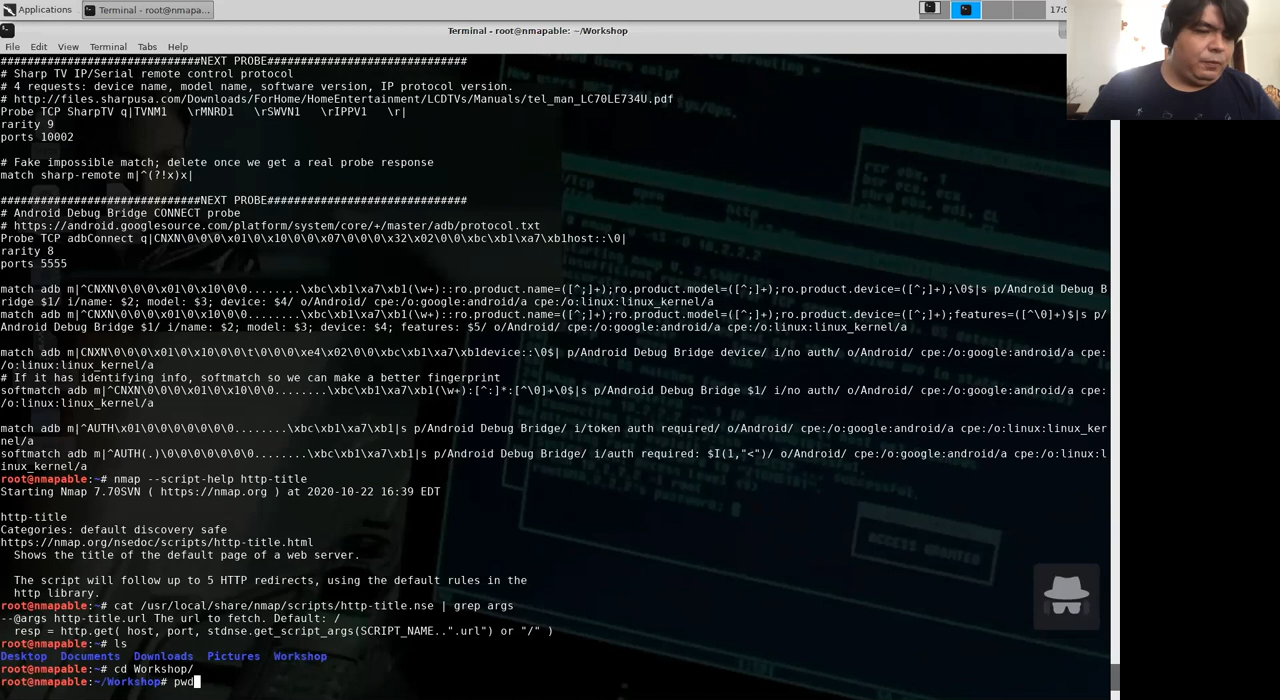 Applications
Terminal - root@nmapa...
17:0
Terminal - root@nmapable: ~/Workshop
File Edit View Terminal Tabs Help
##############################NEXT PROBE##############################
# Sharp TV IP/Serial remote control protocol
# 4 requests: device name, model name, software version, IP protocol version.
# http://files.sharpusa.com/Downloads/ForHome/HomeEntertainment/LCDTVs/Manuals/tel_man_LC70LE734U.pdf
Probe TCP SharpTV q|TVNM1   \rMNRD1   \rSWVN1   \rIPPV1   \r|
rarity 9
ports 10002
# Fake impossible match; delete once we get a real probe response
match sharp-remote m|^(?!x)x|
##############################NEXT PROBE##############################
# Android Debug Bridge CONNECT probe
# https://android.googlesource.com/platform/system/core/+/master/adb/protocol.txt
Probe TCP adbConnect q|CNXN\0\0\0\x01\0\x10\0\0\x07\0\0\0\x32\x02\0\0\xbc\xb1\xa7\xb1host::\0|
rarity 8
ports 5555
match adb m|^CNXN\0\0\0\x01\0\x10\0\0........\xbc\xb1\xa7\xb1(\w+)::ro.product.name=([^;]+);ro.product.model=([^;]+);ro.product.device=([^;]+);\0$|s p/Android Debug B
ridge $1/ i/name: $2; model: $3; device: $4/ o/Android/ cpe:/o:google:android/a cpe:/o:linux:linux_kernel/a
match adb m|^CNXN\0\0\0\x01\0\x10\0\0........\xbc\xb1\xa7\xb1(\w+)::ro.product.name=([^;]+);ro.product.model=([^;]+);ro.product.device=([^;]+);features=([^\0]+)$|s p/
Android Debug Bridge $1/ i/name: $2; model: $3; device: $4; features: $5/ o/Android/ cpe:/o:google:android/a cpe:/o:linux:linux_kernel/a
match adb m|CNXN\0\0\0\x01\0\x10\0\0\t\0\0\0\xe4\x02\0\0\xbc\xb1\xa7\xb1device::\0$| p/Android Debug Bridge device/ i/no auth/ o/Android/ cpe:/o:google:android/a cpe:
/o:linux:linux_kernel/a
# If it has identifying info, softmatch so we can make a better fingerprint
softmatch adb m|^CNXN\0\0\0\x01\0\x10\0\0........\xbc\xb1\xa7\xb1(\w+):[^:]*:[^\0]+\0$|s p/Android Debug Bridge $1/ i/no auth/ o/Android/ cpe:/o:google:android/a cpe:
/o:linux:linux_kernel/a
match adb m|^AUTH\x01\0\0\0\0\0\0\0........\xbc\xb1\xa7\xb1|s p/Android Debug Bridge/ i/token auth required/ o/Android/ cpe:/o:google:android/a cpe:/o:linux:linux_ker
nel/a
softmatch adb m|^AUTH(.)\0\0\0\0\0\0\0........\xbc\xb1\xa7\xb1|s p/Android Debug Bridge/ i/auth required: $I(1,"<")/ o/Android/ cpe:/o:google:android/a cpe:/o:linux:l
inux_kernel/a
root@nmapable:~# nmap --script-help http-title
Starting Nmap 7.70SVN ( https://nmap.org ) at 2020-10-22 16:39 EDT
http-title
Categories: default discovery safe
https://nmap.org/nsedoc/scripts/http-title.html
Shows the title of the default page of a web server.
The script will follow up to 5 HTTP redirects, using the default rules in the
http library.
root@nmapable:~# cat /usr/local/share/nmap/scripts/http-title.nse | grep args
--@args http-title.url The url to fetch. Default: /
resp = http.get( host, port, stdnse.get_script_args(SCRIPT_NAME..".url") or "/" )
root@nmapable:~# ls
Desktop Documents Downloads Pictures Workshop
root@nmapable:~# cd Workshop/
root@nmapable:~/Workshop# pwd
ACCESS GRANTED